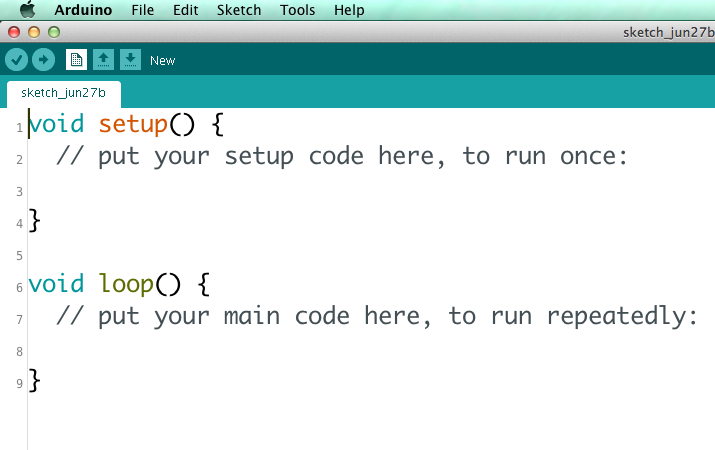 Arduino File Edit Sketch Tools Help
sketch_jun27b
New
sketch_jun27b
1 void setup() {
2 // put your setup code here, to run once:
3
4 }
5
6 void loop() {
7 // put your main code here, to run repeatedly:
8
9 }